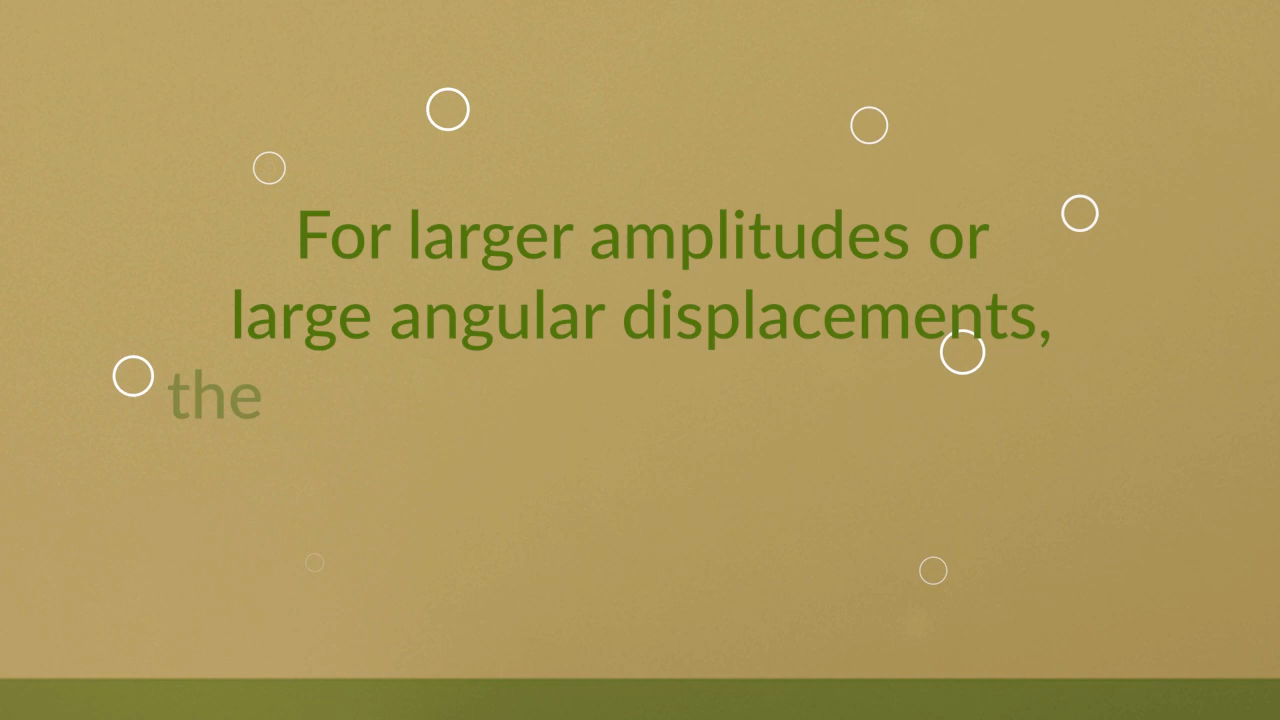 For larger amplitudes or
large angular displacements,
the